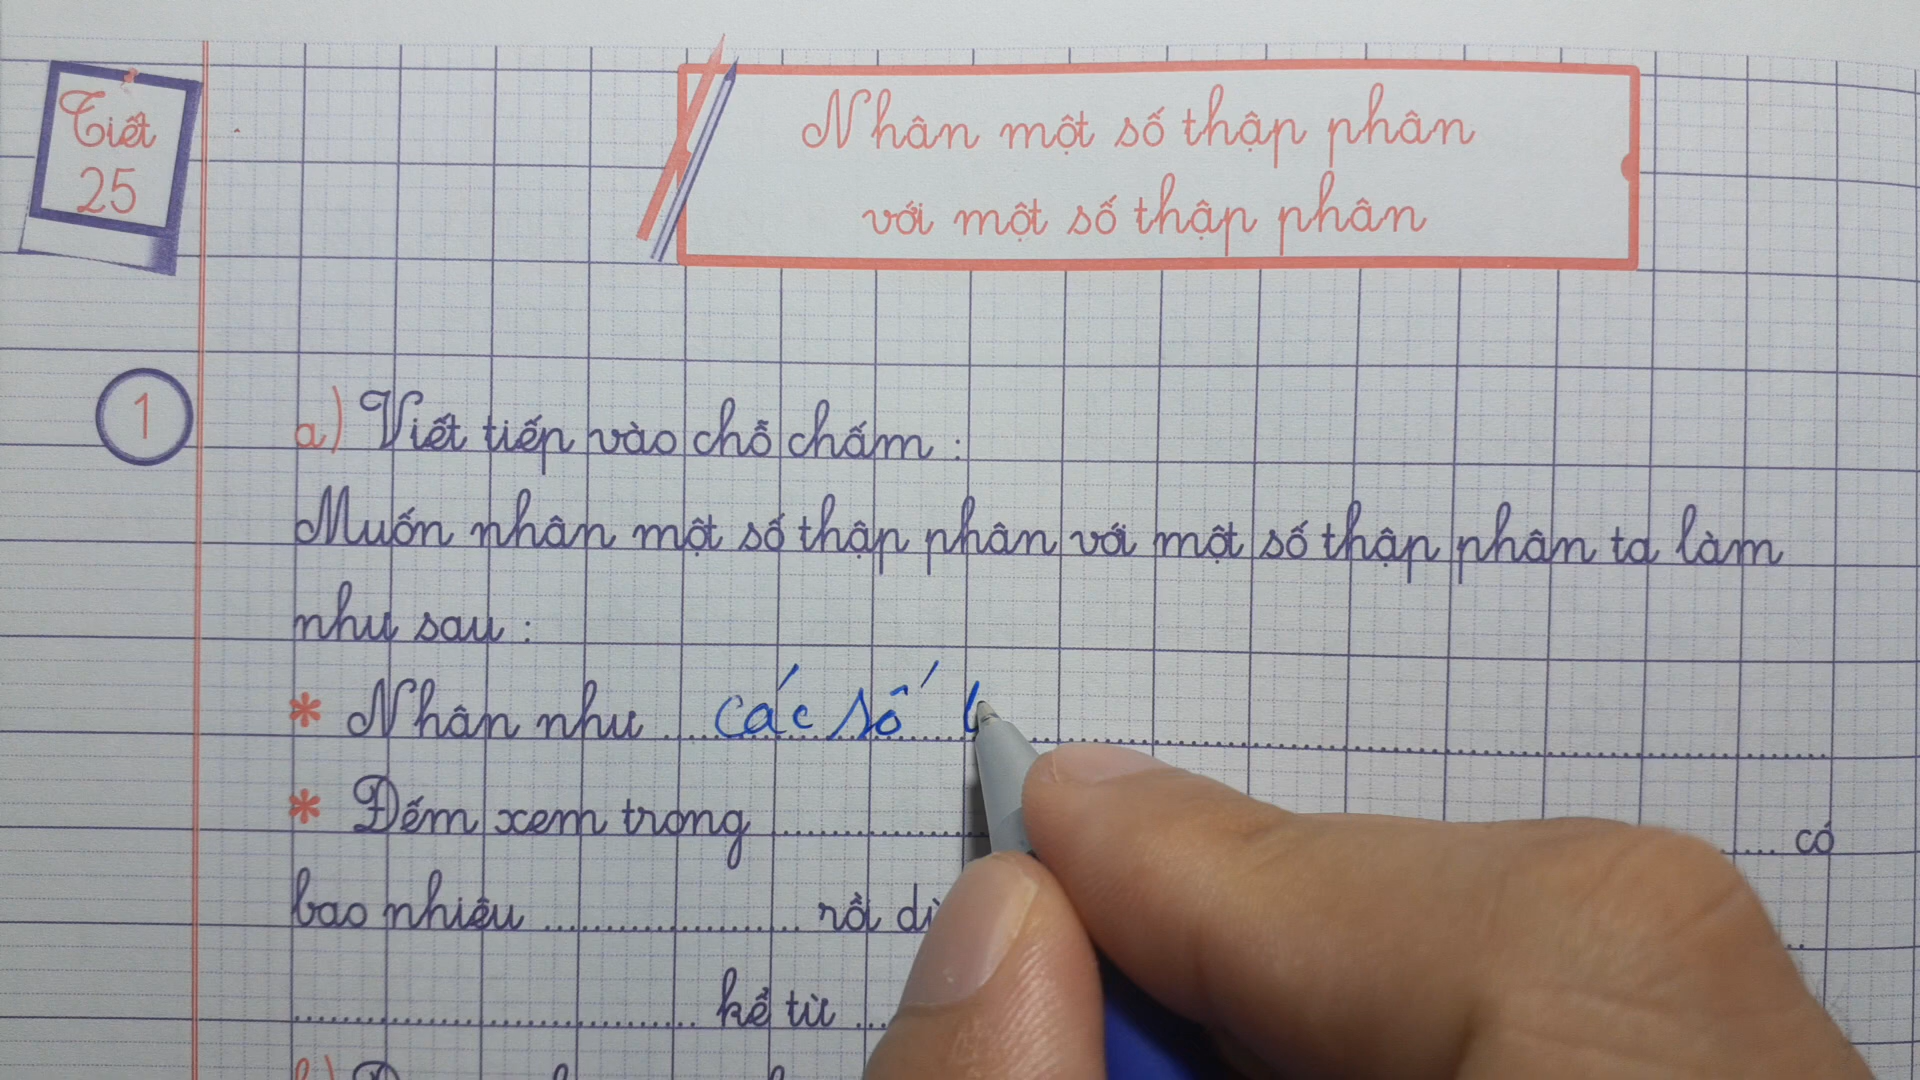 Tiết
25
Nhân một số thập phân
với một số thập phân
1
a) Viết tiếp vào chỗ chấm :
Muốn nhân một số thập phân với một số thập phân ta làm
như sau :
* Nhân như ..... các số ..........
* Đếm xem trong .......... có
bao nhiêu .......... rồi
.......... kể từ ...
b)